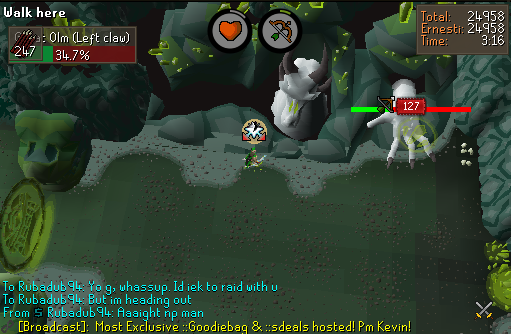 Walk here
: Olm (Left claw)
247
34.7%
Total: 24958
Ernesti: 24958
Time: 3:16
127
To Rubadub94: Yo g, whassup. Id iek to raid with u
To Rubadub94: But im heading out
From S Rubadub94: Aaaight np man
[Broadcast]: Most Exclusive ::Goodiebag & ::sdeals hosted! Pm Kevin!